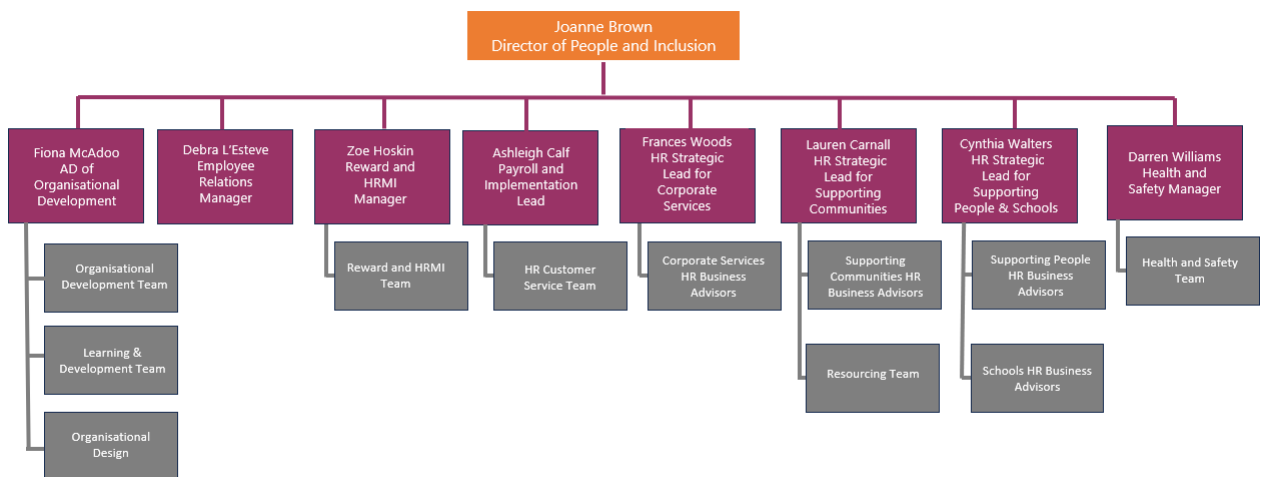 Joanne Brown
Director of People and Inclusion
Fiona McAdoo
AD of
Organisational
Development
Debra L'Esteve
Employee
Relations
Manager
Zoe Hoskin
Reward and
HRMI
Manager
Ashleigh Calf
Payroll and
Implementation
Lead
Frances Woods
HR Strategic
Lead for
Corporate
Services
Lauren Carnall
HR Strategic
Lead for
Supporting
Communities
Cynthia Walters
HR Strategic
Lead for
Supporting
People & Schools
Darren Williams
Health and
Safety Manager
Organisational
Development Team
Learning &
Development Team
Organisational
Design
Reward and HRMI
Team
HR Customer
Service Team
Corporate Services
HR Business
Advisors
Supporting
Communities HR
Business Advisors
Resourcing Team
Supporting People
HR Business
Advisors
Schools HR Business
Advisors
Health and Safety
Team